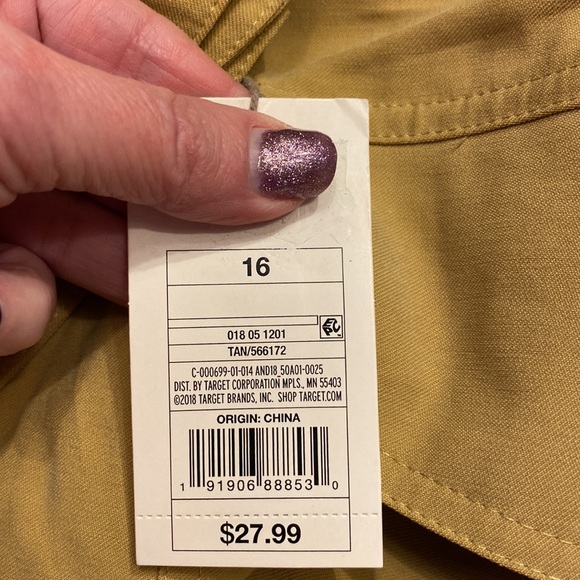 16
018 05 1201
TAN/566172
C-000699-01-014 AND18_50A01-0025
DIST. BY TARGET CORPORATION MPLS., MN 55403
©2018 TARGET BRANDS, INC. SHOP TARGET.COM
ORIGIN: CHINA
1 91906 88853 0
$27.99